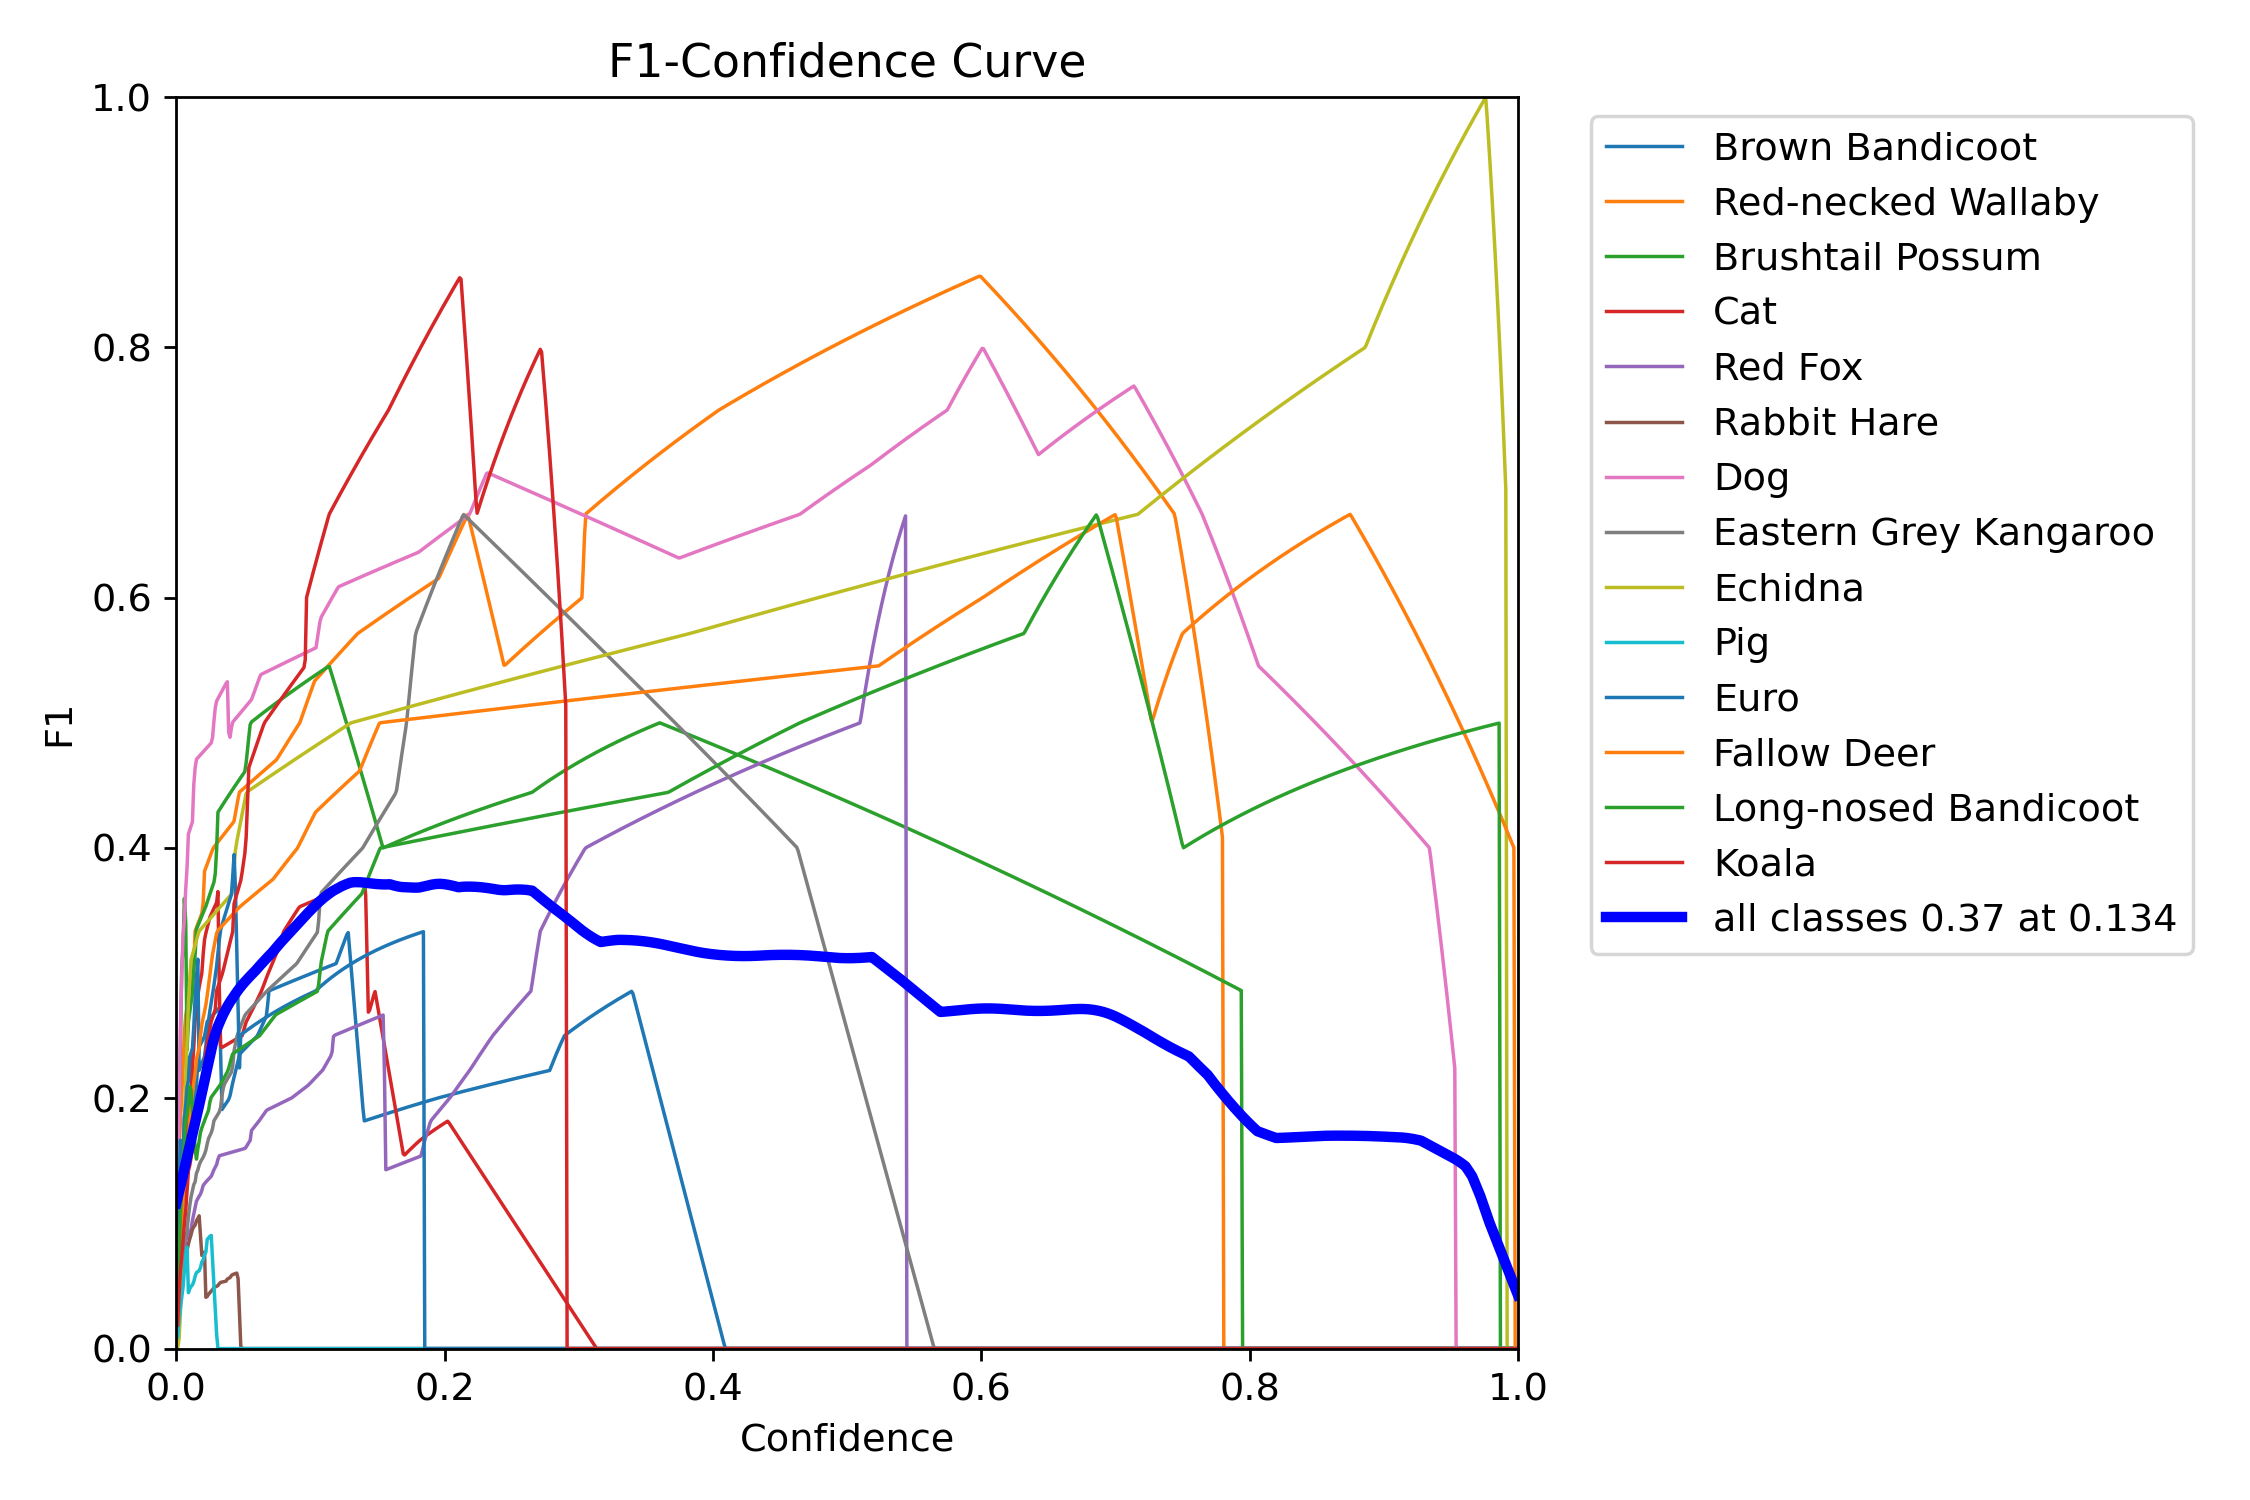 F1-Confidence Curve
1.0
0.8
0.6
0.4
0.2
0.0
F1
0.0 0.2 0.4 0.6 0.8 1.0
Confidence
Brown Bandicoot
Red-necked Wallaby
Brushtail Possum
Cat
Red Fox
Rabbit Hare
Dog
Eastern Grey Kangaroo
Echidna
Pig
Euro
Fallow Deer
Long-nosed Bandicoot
Koala
all classes 0.37 at 0.134